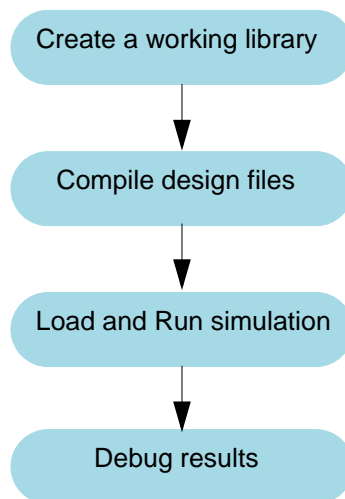 Create a working library
Compile design files
Load and Run simulation
Debug results